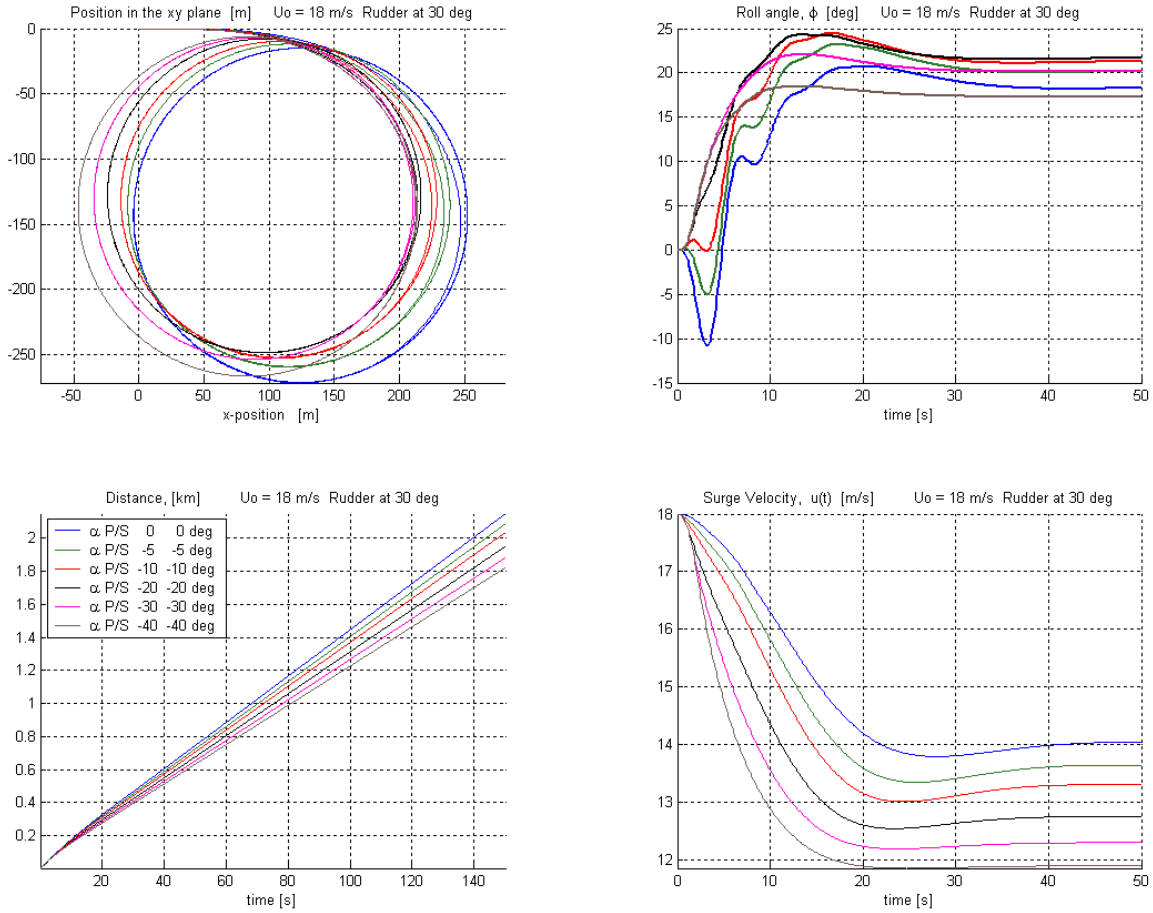 Position in the xy plane [m] Uo = 18 m/s Rudder at 30 deg
0
-50
-100
-150
-200
-250
-50 0 50 100 150 200 250
x-position [m]
Roll angle, ϕ [deg] Uo = 18 m/s Rudder at 30 deg
25
20
15
10
5
0
-5
-10
-15
0 10 20 30 40 50
time [s]
Distance, [km] Uo = 18 m/s Rudder at 30 deg
α P/S 0 0 deg
α P/S -5 -5 deg
α P/S -10 -10 deg
α P/S -20 -20 deg
α P/S -30 -30 deg
α P/S -40 -40 deg
2
1.8
1.6
1.4
1.2
1
0.8
0.6
0.4
0.2
20 40 60 80 100 120 140
time [s]
Surge Velocity, u(t) [m/s] Uo = 18 m/s Rudder at 30 deg
18
17
16
15
14
13
12
0 10 20 30 40 50
time [s]